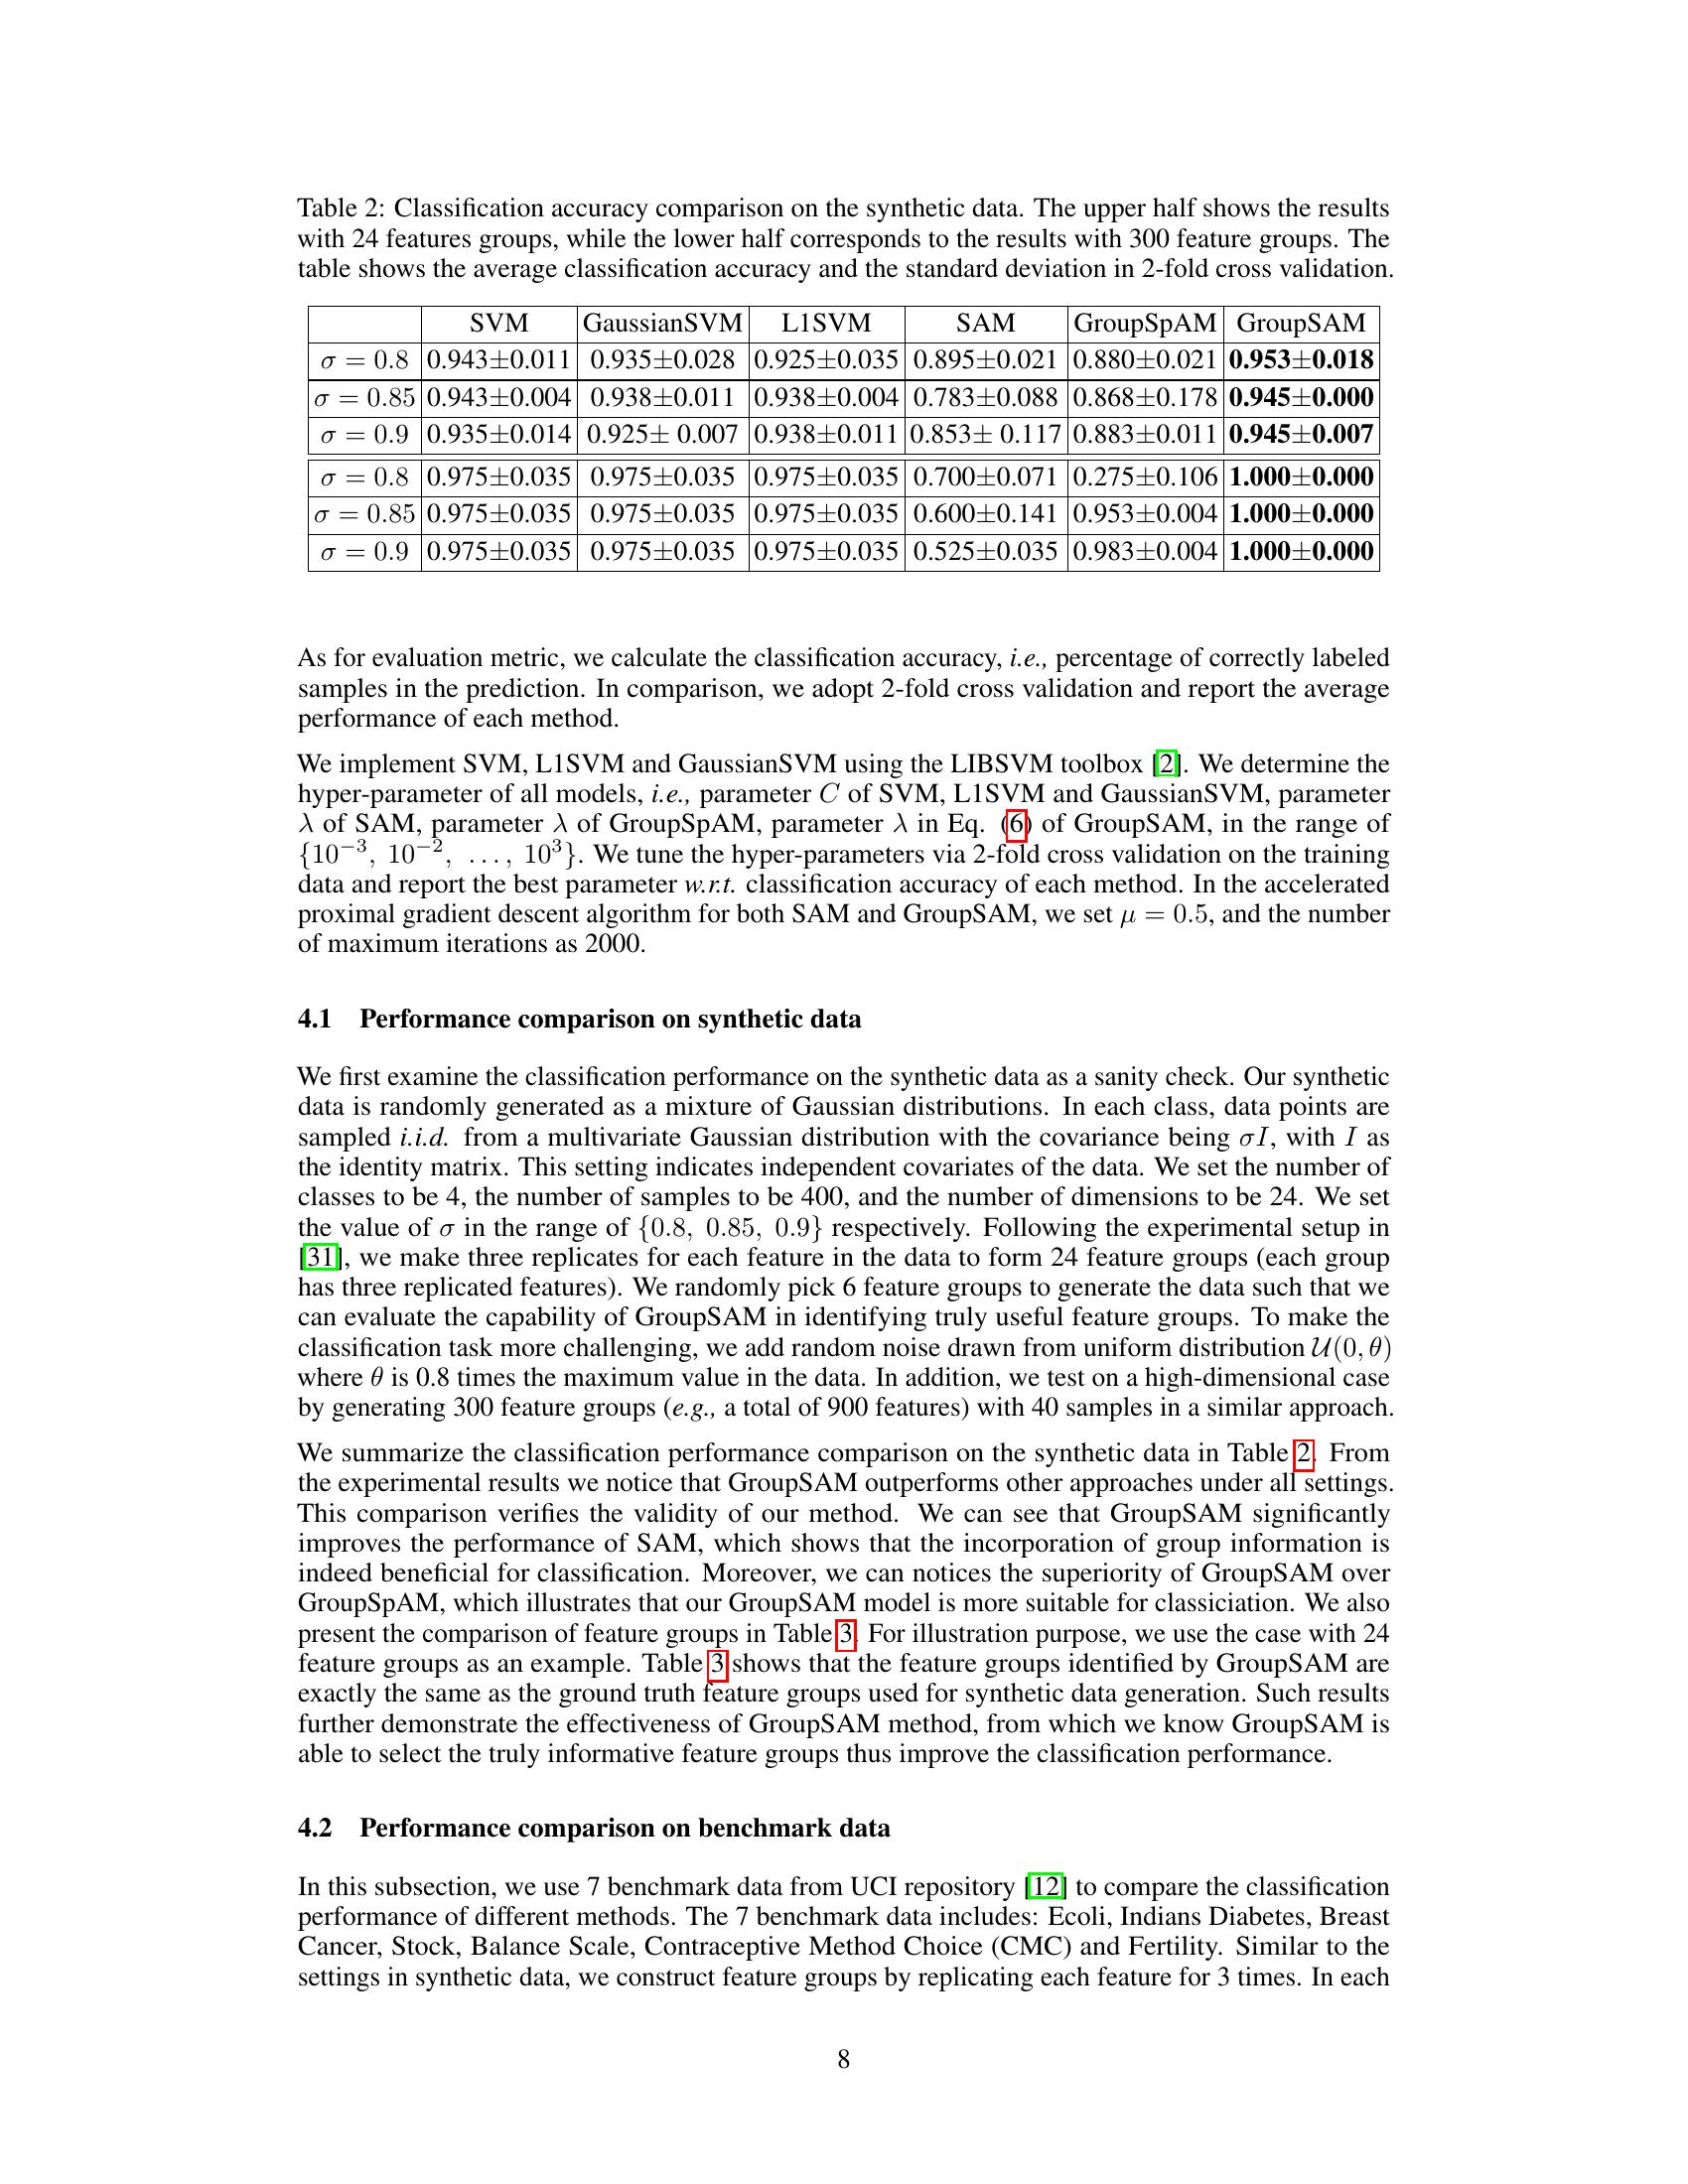 Table 2: Classification accuracy comparison on the synthetic data. The upper half shows the results
with 24 features groups, while the lower half corresponds to the results with 300 feature groups. The
table shows the average classification accuracy and the standard deviation in 2-fold cross validation.
SVM GaussianSVM L1SVM SAM GroupSpAM GroupSAM
σ = 0.8 0.943±0.011 0.935±0.028 0.925±0.035 0.895±0.021 0.880±0.021 0.953±0.018
σ = 0.85 0.943±0.004 0.938±0.011 0.938±0.004 0.783±0.088 0.868±0.178 0.945±0.000
σ = 0.9 0.935±0.014 0.925± 0.007 0.938±0.011 0.853± 0.117 0.883±0.011 0.945±0.007
σ = 0.8 0.975±0.035 0.975±0.035 0.975±0.035 0.700±0.071 0.275±0.106 1.000±0.000
σ = 0.85 0.975±0.035 0.975±0.035 0.975±0.035 0.600±0.141 0.953±0.004 1.000±0.000
σ = 0.9 0.975±0.035 0.975±0.035 0.975±0.035 0.525±0.035 0.983±0.004 1.000±0.000
As for evaluation metric, we calculate the classification accuracy, i.e., percentage of correctly labeled
samples in the prediction. In comparison, we adopt 2-fold cross validation and report the average
performance of each method.
We implement SVM, L1SVM and GaussianSVM using the LIBSVM toolbox [2]. We determine the
hyper-parameter of all models, i.e., parameter C of SVM, L1SVM and GaussianSVM, parameter
λ of SAM, parameter λ of GroupSpAM, parameter λ in Eq. (6) of GroupSAM, in the range of
{10⁻³, 10⁻², ..., 10³}. We tune the hyper-parameters via 2-fold cross validation on the training
data and report the best parameter w.r.t. classification accuracy of each method. In the accelerated
proximal gradient descent algorithm for both SAM and GroupSAM, we set μ = 0.5, and the number
of maximum iterations as 2000.
4.1 Performance comparison on synthetic data
We first examine the classification performance on the synthetic data as a sanity check. Our synthetic
data is randomly generated as a mixture of Gaussian distributions. In each class, data points are
sampled i.i.d. from a multivariate Gaussian distribution with the covariance being σI, with I as
the identity matrix. This setting indicates independent covariates of the data. We set the number of
classes to be 4, the number of samples to be 400, and the number of dimensions to be 24. We set
the value of σ in the range of {0.8, 0.85, 0.9} respectively. Following the experimental setup in
[31], we make three replicates for each feature in the data to form 24 feature groups (each group
has three replicated features). We randomly pick 6 feature groups to generate the data such that we
can evaluate the capability of GroupSAM in identifying truly useful feature groups. To make the
classification task more challenging, we add random noise drawn from uniform distribution 𝒰(0, θ)
where θ is 0.8 times the maximum value in the data. In addition, we test on a high-dimensional case
by generating 300 feature groups (e.g., a total of 900 features) with 40 samples in a similar approach.
We summarize the classification performance comparison on the synthetic data in Table 2. From
the experimental results we notice that GroupSAM outperforms other approaches under all settings.
This comparison verifies the validity of our method. We can see that GroupSAM significantly
improves the performance of SAM, which shows that the incorporation of group information is
indeed beneficial for classification. Moreover, we can notices the superiority of GroupSAM over
GroupSpAM, which illustrates that our GroupSAM model is more suitable for classiciation. We also
present the comparison of feature groups in Table 3. For illustration purpose, we use the case with 24
feature groups as an example. Table 3 shows that the feature groups identified by GroupSAM are
exactly the same as the ground truth feature groups used for synthetic data generation. Such results
further demonstrate the effectiveness of GroupSAM method, from which we know GroupSAM is
able to select the truly informative feature groups thus improve the classification performance.
4.2 Performance comparison on benchmark data
In this subsection, we use 7 benchmark data from UCI repository [12] to compare the classification
performance of different methods. The 7 benchmark data includes: Ecoli, Indians Diabetes, Breast
Cancer, Stock, Balance Scale, Contraceptive Method Choice (CMC) and Fertility. Similar to the
settings in synthetic data, we construct feature groups by replicating each feature for 3 times. In each
8